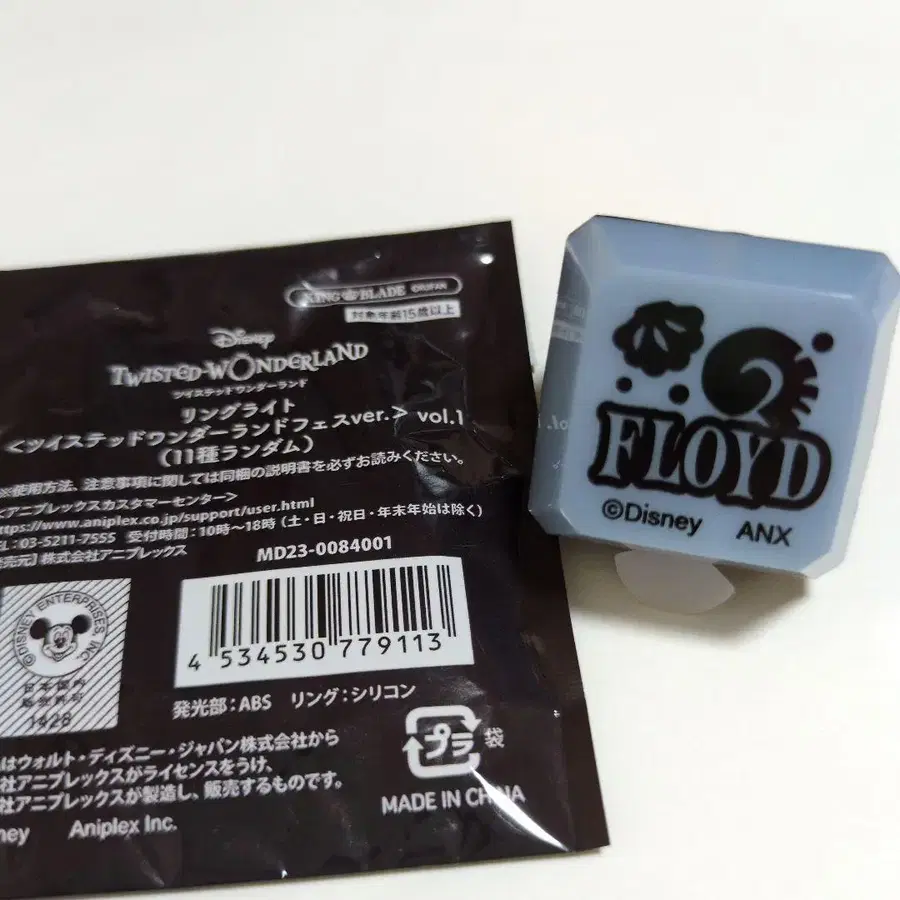 KING BLADE
対象年齢15歳以上
Disney
TWISTED-WONDERLAND
ツイステッドワンダーランド
リングライト
<ツイステッドワンダーランドフェスver.> vol.1
(11種ランダム)
※使用方法、注意事項に関しては同梱の説明書を必ずお読みください。
<アニプレックスカスタマーセンター>
https://www.aniplex.co.jp/support/user.html
TEL:03-5211-7555 受付時間:10時~18時(土・日・祝日・年末年始は除く)
株式会社アニプレックス
MD23-0084001
4 534530 779113
©DISNEY ENTERPRISES, INC.
日本国内
1428
発光部:ABS リング:シリコン
プラ
袋
はウォルト・ディズニー・ジャパン株式会社から
社アニプレックスがライセンスをうけ、
社アニプレックスが製造し、販売するものです。
MADE IN CHINA
ney Aniplex Inc.
FLOYD
©Disney ANX